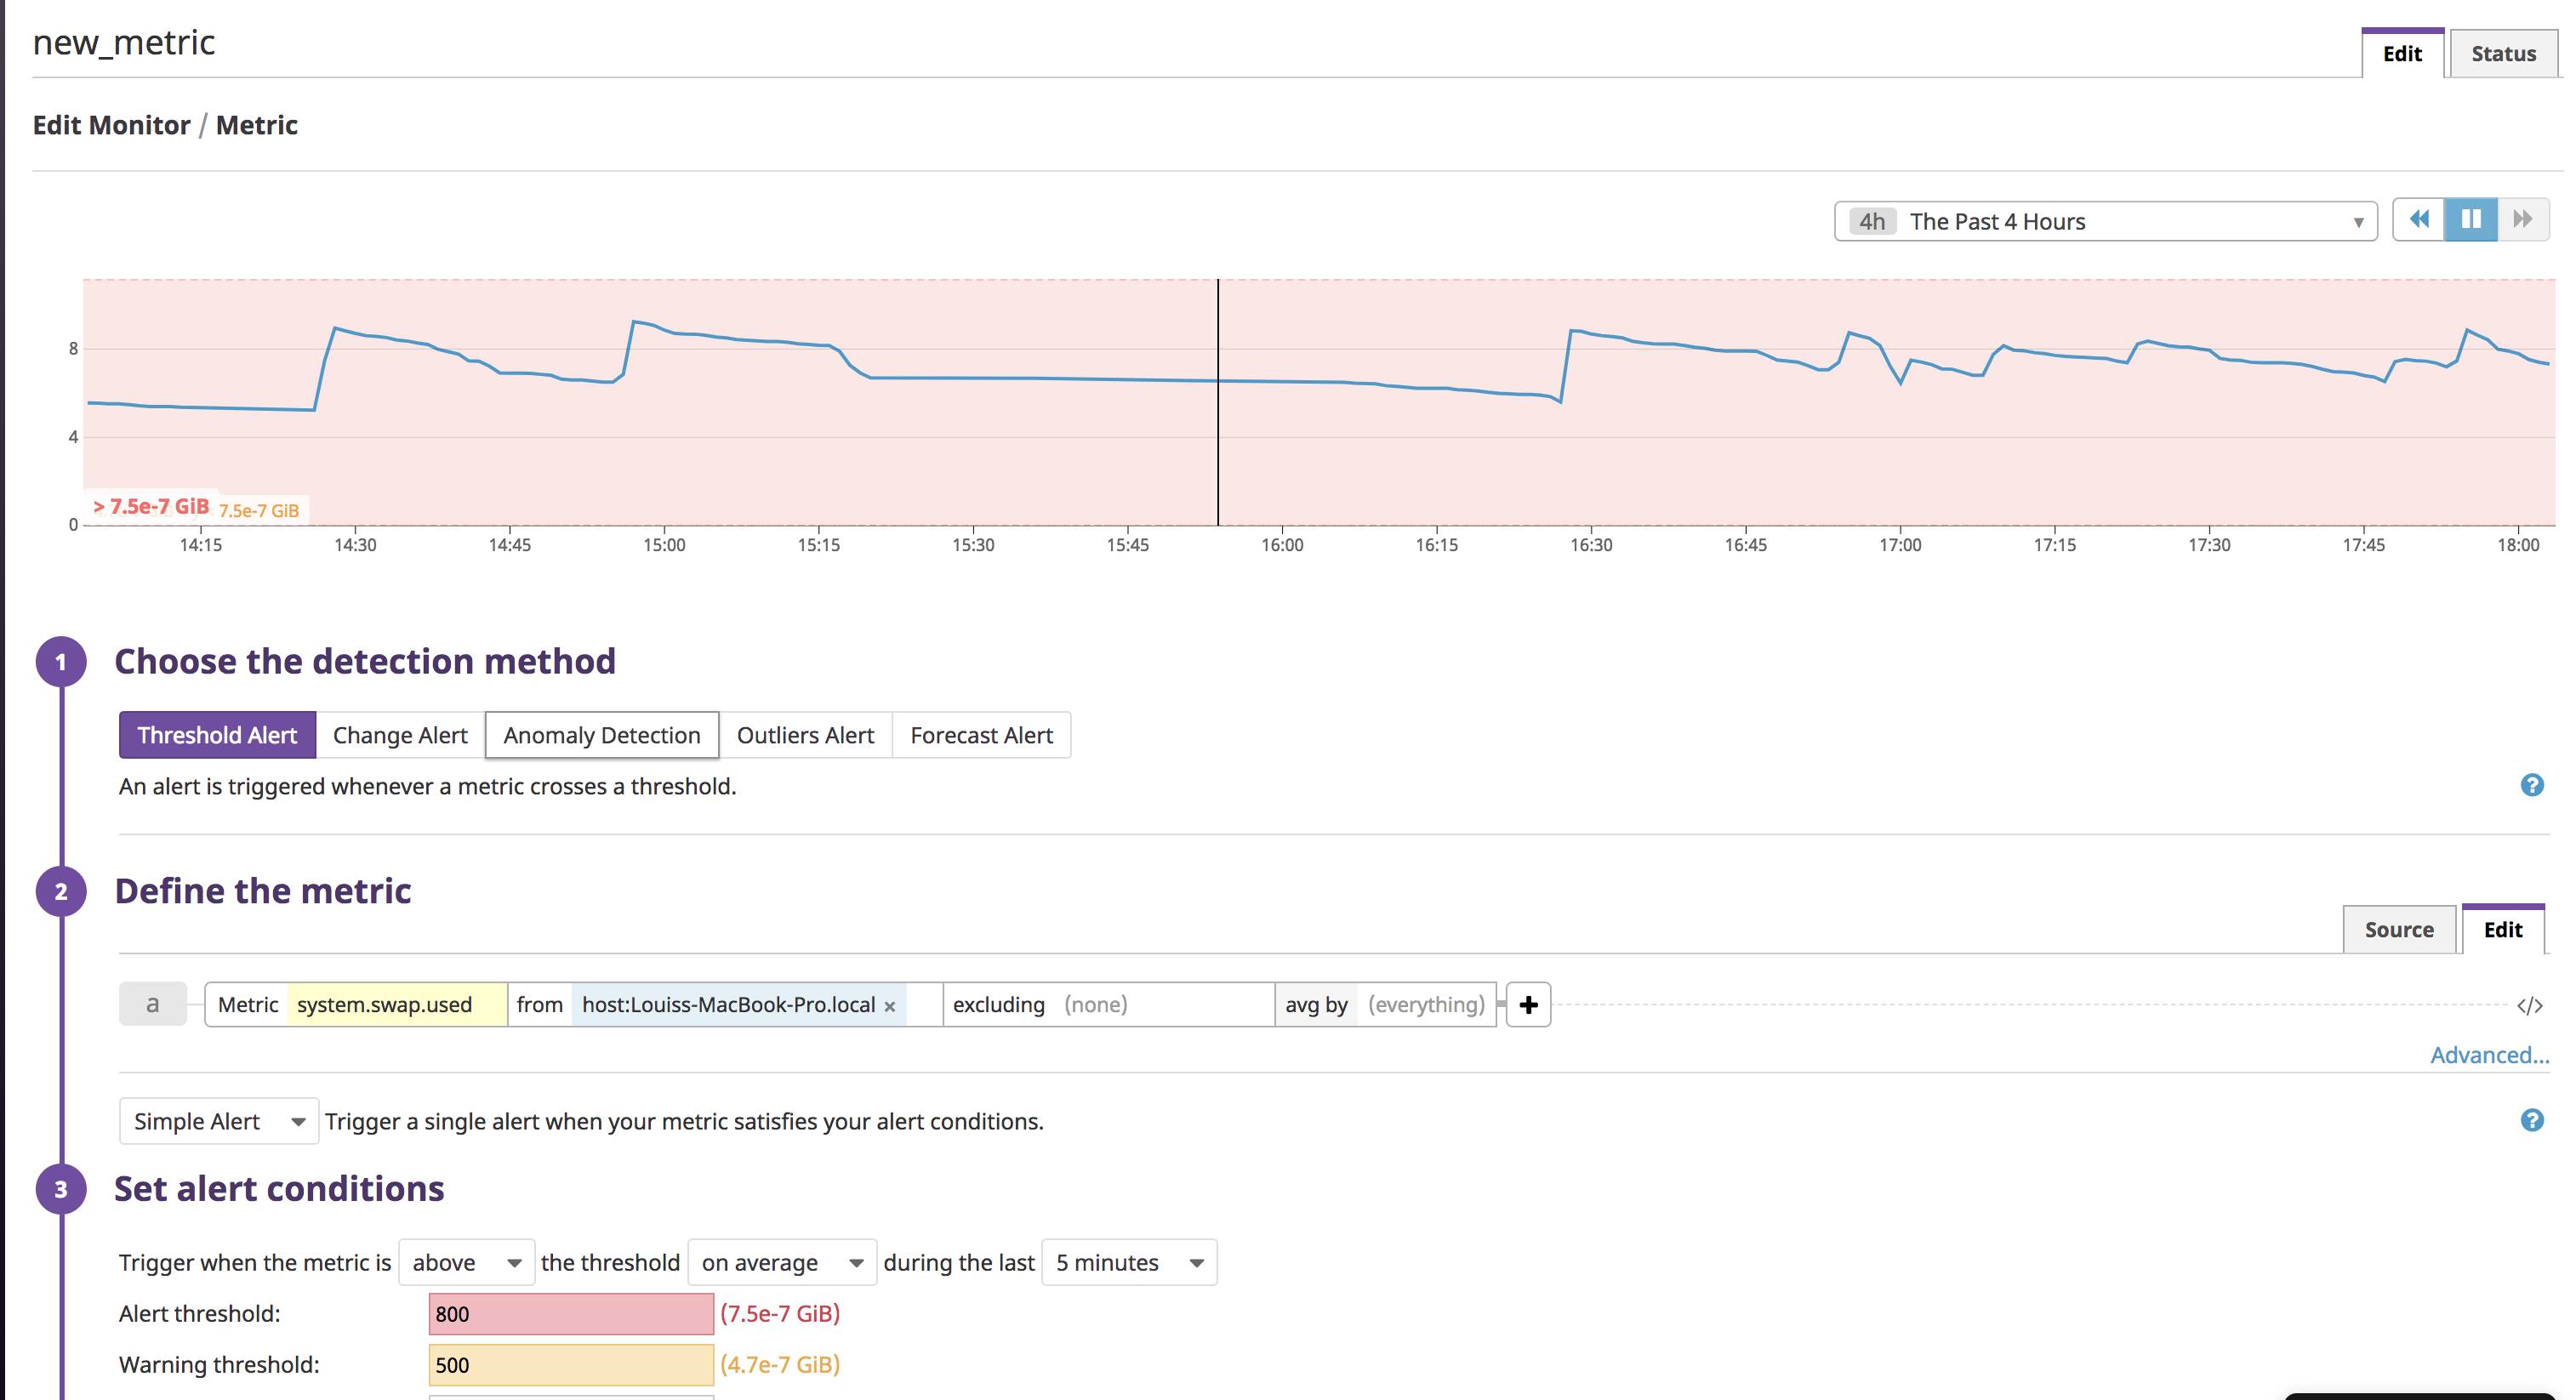 new_metric
Edit Status
Edit Monitor / Metric
4h The Past 4 Hours
8
4
0
> 7.5e-7 GiB 7.5e-7 GiB
14:15 14:30 14:45 15:00 15:15 15:30 15:45 16:00 16:15 16:30 16:45 17:00 17:15 17:30 17:45 18:00
1 Choose the detection method
Threshold Alert Change Alert Anomaly Detection Outliers Alert Forecast Alert
An alert is triggered whenever a metric crosses a threshold. ?
2 Define the metric
Source Edit
a Metric system.swap.used from host:Louiss-MacBook-Pro.local × excluding (none) avg by (everything) + </>
Advanced...
Simple Alert Trigger a single alert when your metric satisfies your alert conditions. ?
3 Set alert conditions
Trigger when the metric is above the threshold on average during the last 5 minutes
Alert threshold: 800 (7.5e-7 GiB)
Warning threshold: 500 (4.7e-7 GiB)